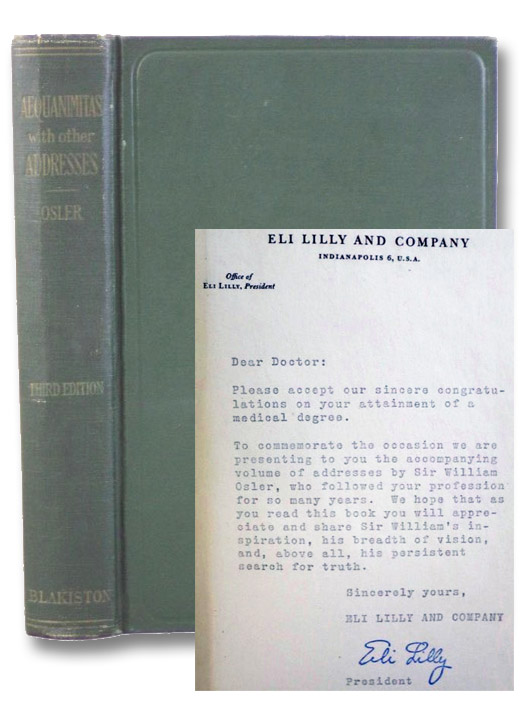 AEQUANIMITAS
with other
ADDRESSES
OSLER
THIRD EDITION
BLAKISTON
ELI LILLY AND COMPANY
INDIANAPOLIS 6, U.S.A.
Office of
ELI LILLY, President
Dear Doctor:
Please accept our sincere congratu-
lations on your attainment of a
medical degree.
To commemorate the occasion we are
presenting to you the accompanying
volume of addresses by Sir William
Osler, who followed your profession
for so many years.  We hope that as
you read this book you will appre-
ciate and share Sir William's in-
spiration, his breadth of vision,
and, above all, his persistent
search for truth.
Sincerely yours,
ELI LILLY AND COMPANY
Eli Lilly
President